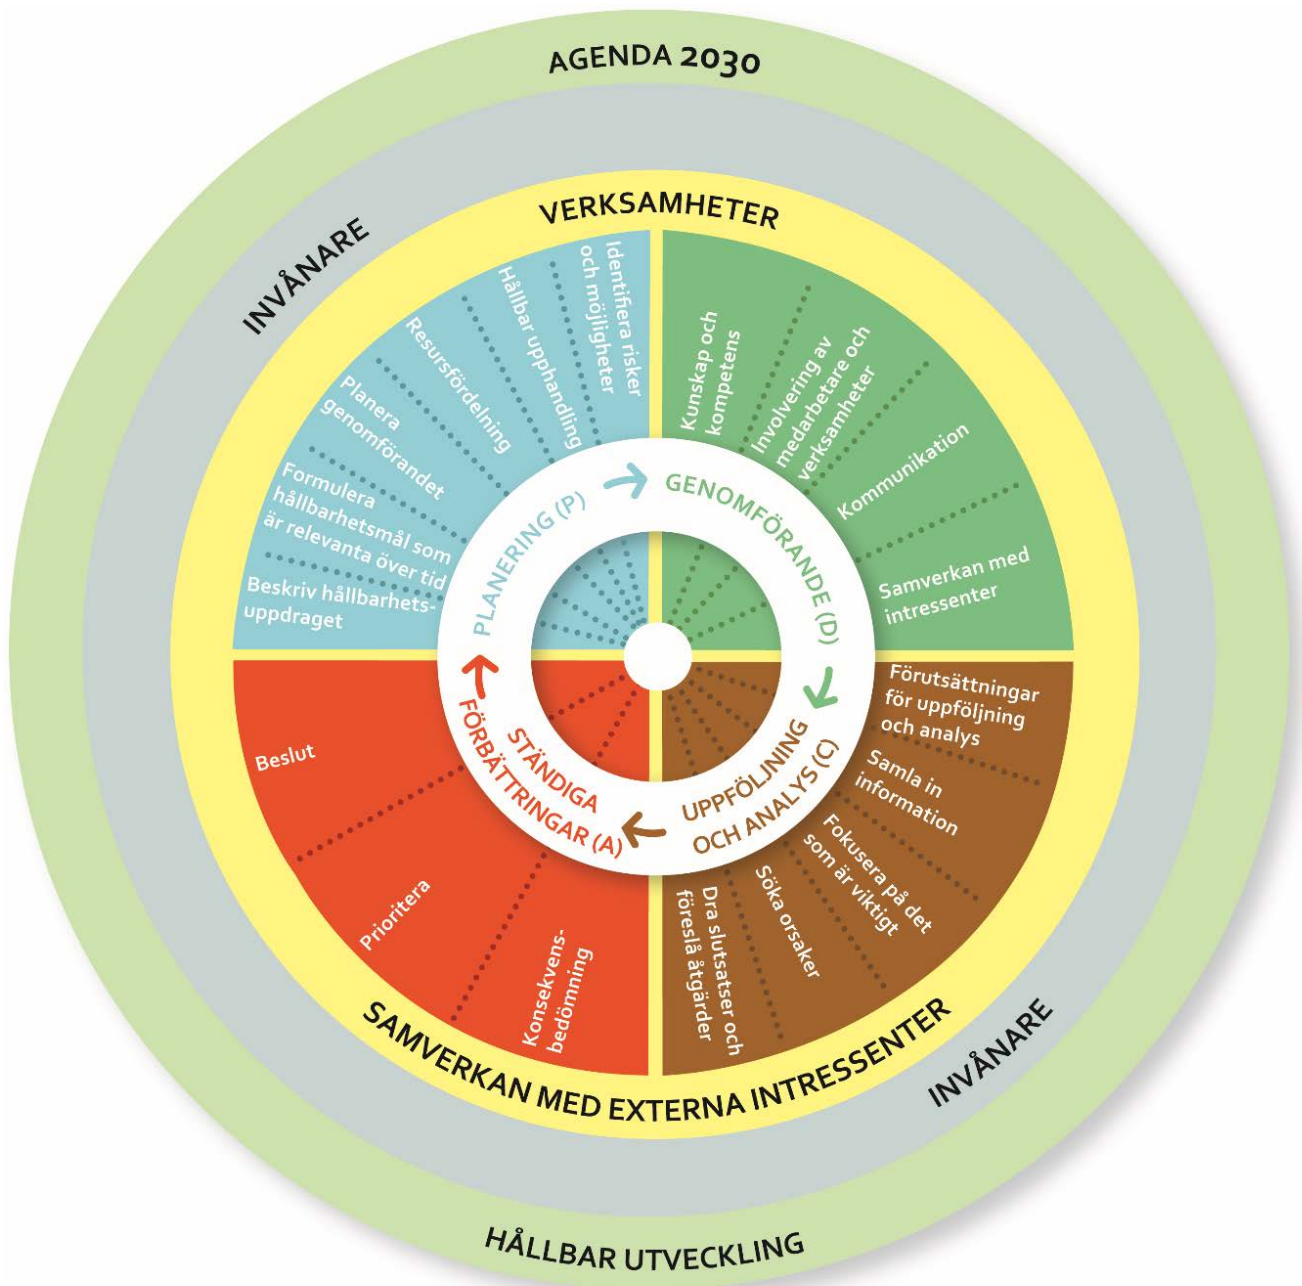 AGENDA 2030
INVÅNARE
VERKSAMHETER
Identifiera risker
och möjligheter
Hållbar upphandling
Resursfördelning
Planera
genomförandet
Formulera
hållbarhetsmål som
är relevanta över tid
Beskriv hållbarhets-
uppdraget
Kunskap och
kompetens
Involvering av
medarbetare och
verksamheter
Kommunikation
Samverkan med
intressenter
PLANERING (P)
GENOMFÖRANDE (D)
UPPFÖLJNING
OCH ANALYS (C)
STÄNDIGA
FÖRBÄTTRINGAR (A)
Förutsättningar
för uppföljning
och analys
Samla in
information
Fokusera på det
som är viktigt
Söka orsaker
Dra slutsatser och
föreslå åtgärder
Konsekvens-
bedömning
Prioritera
Beslut
SAMVERKAN MED EXTERNA INTRESSENTER
INVÅNARE
HÅLLBAR UTVECKLING